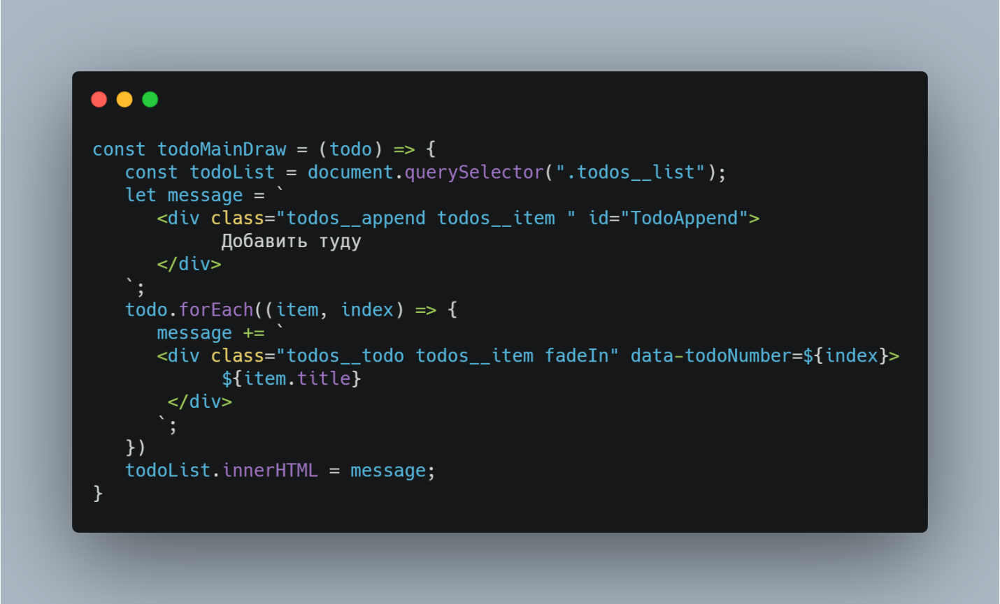 const todoMainDraw = (todo) => {
   const todoList = document.querySelector(".todos__list");
   let message = `
      <div class="todos__append todos__item " id="TodoAppend">
            Добавить туду
      </div>
   `;
   todo.forEach((item, index) => {
      message += `
      <div class="todos__todo todos__item fadeIn" data-todoNumber=${index}>
            ${item.title}
       </div>
      `;
   })
   todoList.innerHTML = message;
}